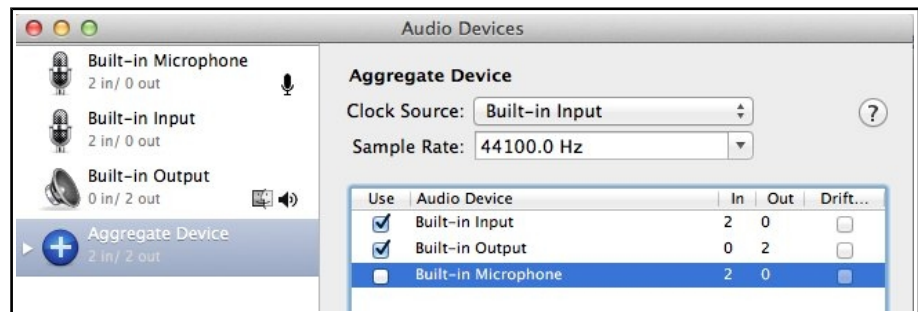 Audio Devices
Built-in Microphone
2 in/ 0 out
Built-in Input
2 in/ 0 out
Built-in Output
0 in/ 2 out
Aggregate Device
2 in/ 2 out
Aggregate Device
Clock Source: Built-in Input
?
Sample Rate: 44100.0 Hz
Use Audio Device In Out Drift...
Built-in Input 2 0
Built-in Output 0 2
Built-in Microphone 2 0